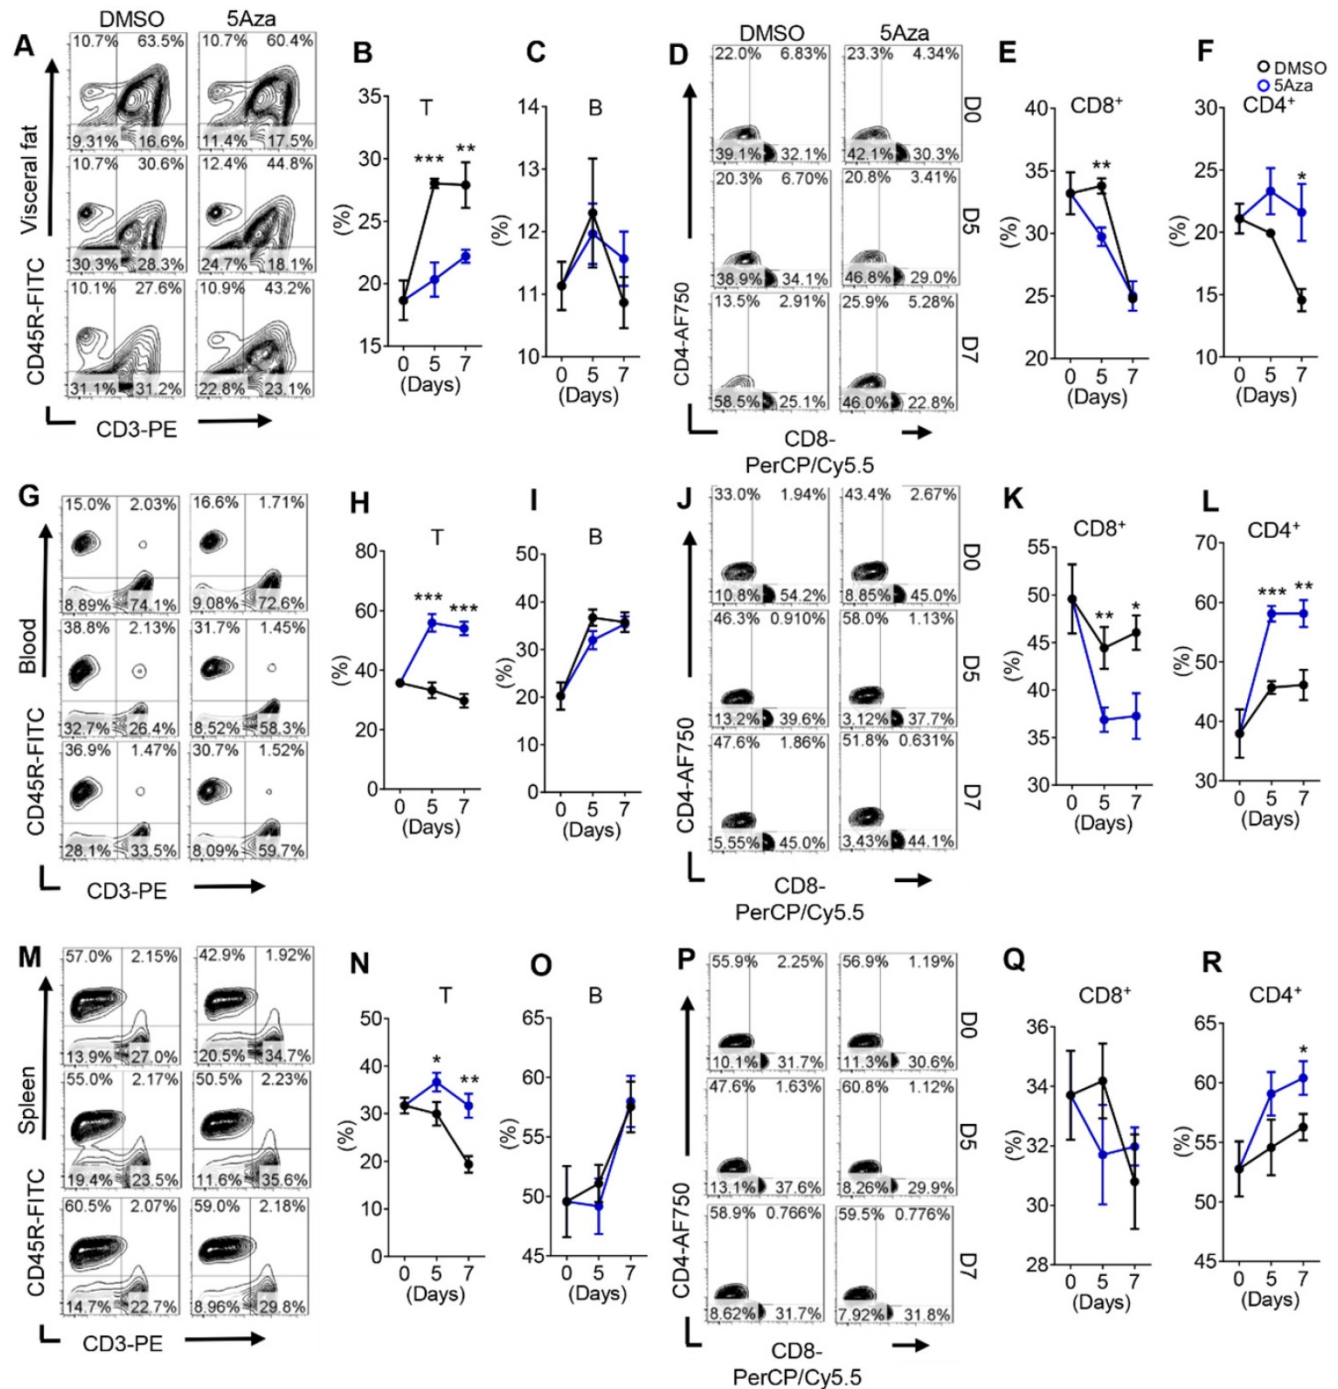 DMSO 5Aza
A
10.7% 63.5% 10.7% 60.4%
9.31% 16.6% 11.4% 17.5%
10.7% 30.6% 12.4% 44.8%
30.3% 28.3% 24.7% 18.1%
10.1% 27.6% 10.9% 43.2%
31.1% 31.2% 22.8% 23.1%
Visceral fat
CD45R-FITC
CD3-PE
B
T
(%)
35
30
25
20
15
*** **
0 5 7
(Days)
C
B
(%)
14
13
12
11
10
0 5 7
(Days)
DMSO 5Aza
D
22.0% 6.83% 23.3% 4.34%
39.1% 32.1% 42.1% 30.3%
D0
20.3% 6.70% 20.8% 3.41%
38.9% 34.1% 46.8% 29.0%
D5
13.5% 2.91% 25.9% 5.28%
58.5% 25.1% 46.0% 22.8%
D7
CD4-AF750
CD8-
PerCP/Cy5.5
E
CD8+
(%)
40
35
30
25
20
**
0 5 7
(Days)
F
DMSO
5Aza
CD4+
(%)
30
25
20
15
10
*
0 5 7
(Days)
G
15.0% 2.03% 16.6% 1.71%
8.89% 74.1% 9.08% 72.6%
38.8% 2.13% 31.7% 1.45%
32.7% 26.4% 8.52% 58.3%
36.9% 1.47% 30.7% 1.52%
28.1% 33.5% 8.09% 59.7%
Blood
CD45R-FITC
CD3-PE
H
T
(%)
80
60
40
20
0
*** ***
0 5 7
(Days)
I
B
(%)
50
40
30
20
10
0
0 5 7
(Days)
J
33.0% 1.94% 43.4% 2.67%
10.8% 54.2% 8.85% 45.0%
D0
46.3% 0.910% 58.0% 1.13%
13.2% 39.6% 3.12% 37.7%
D5
47.6% 1.86% 51.8% 0.631%
5.55% 45.0% 3.43% 44.1%
D7
CD4-AF750
CD8-
PerCP/Cy5.5
K
CD8+
(%)
55
50
45
40
35
30
** *
0 5 7
(Days)
L
CD4+
(%)
70
60
50
40
30
*** **
0 5 7
(Days)
M
57.0% 2.15% 42.9% 1.92%
13.9% 27.0% 20.5% 34.7%
55.0% 2.17% 50.5% 2.23%
19.4% 23.5% 11.6% 35.6%
60.5% 2.07% 59.0% 2.18%
14.7% 22.7% 8.96% 29.8%
Spleen
CD45R-FITC
CD3-PE
N
T
(%)
50
40
30
20
10
0
* **
0 5 7
(Days)
O
B
(%)
65
60
55
50
45
0 5 7
(Days)
P
55.9% 2.25% 56.9% 1.19%
10.1% 31.7% 11.3% 30.6%
D0
47.6% 1.63% 60.8% 1.12%
13.1% 37.6% 8.26% 29.9%
D5
58.9% 0.766% 59.5% 0.776%
8.62% 31.7% 7.92% 31.8%
D7
CD4-AF750
CD8-
PerCP/Cy5.5
Q
CD8+
(%)
36
34
32
30
28
0 5 7
(Days)
R
CD4+
(%)
65
60
55
50
45
*
0 5 7
(Days)